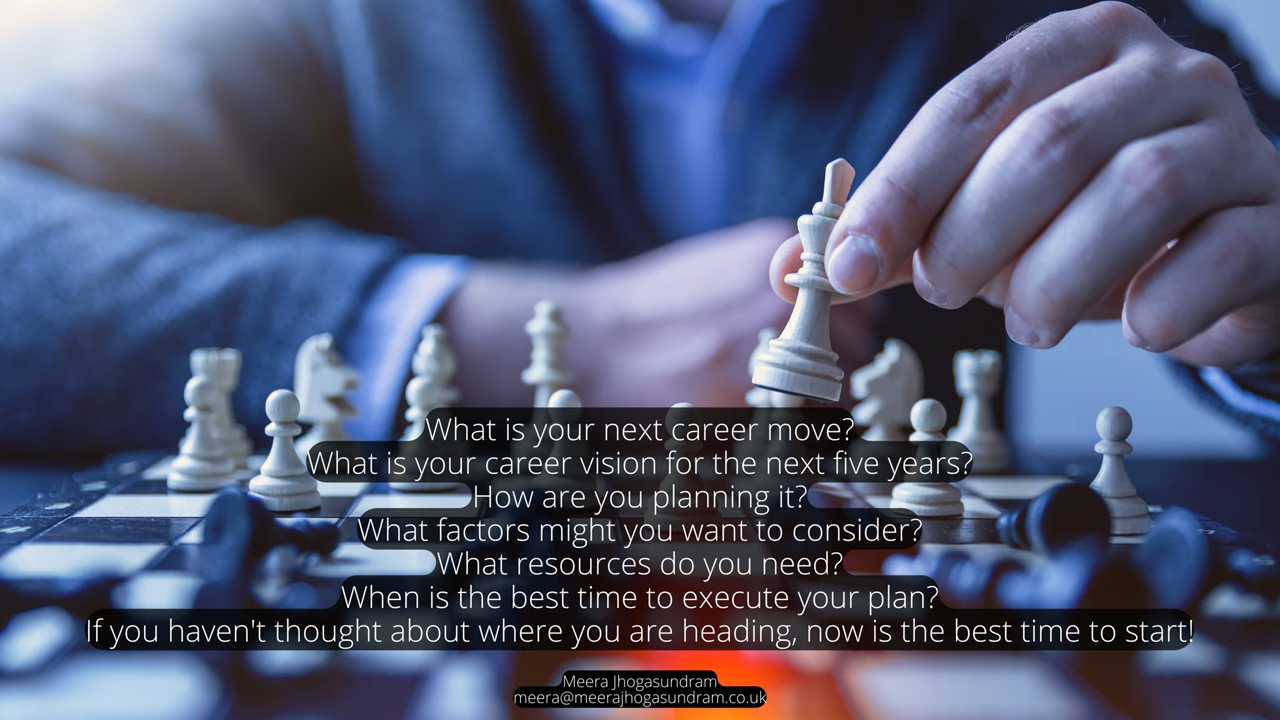 What is your next career move?
What is your career vision for the next five years?
How are you planning it?
What factors might you want to consider?
What resources do you need?
When is the best time to execute your plan?
If you haven't thought about where you are heading, now is the best time to start!
Meera Jhogasundram
meera@meerajhogasundram.co.uk